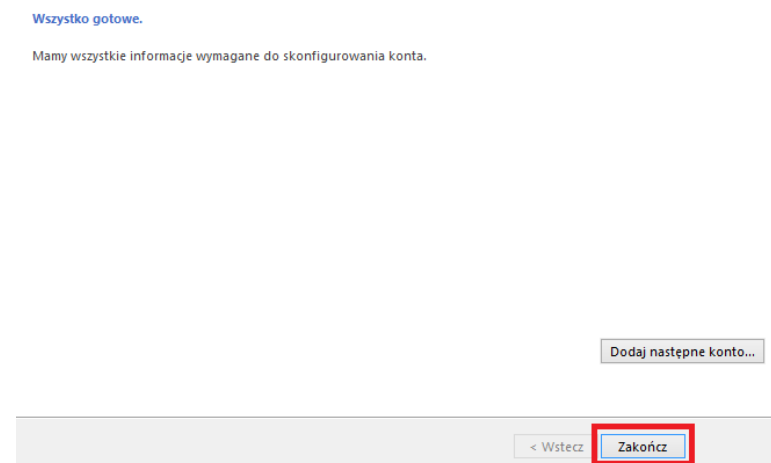 Wszystko gotowe.
Mamy wszystkie informacje wymagane do skonfigurowania konta.
Dodaj następne konto...
< Wstecz
Zakończ